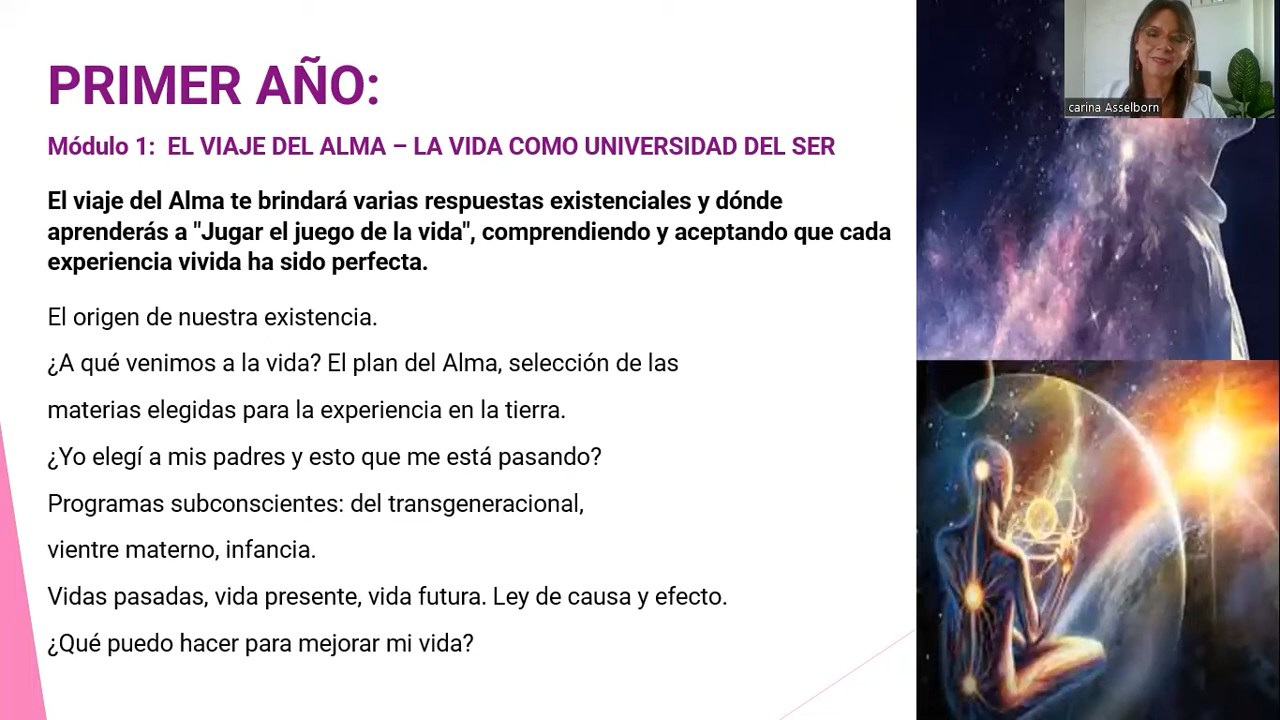 PRIMER AÑO:
Módulo 1:  EL VIAJE DEL ALMA – LA VIDA COMO UNIVERSIDAD DEL SER
El viaje del Alma te brindará varias respuestas existenciales y dónde
aprenderás a "Jugar el juego de la vida", comprendiendo y aceptando que cada
experiencia vivida ha sido perfecta.
El origen de nuestra existencia.
¿A qué venimos a la vida? El plan del Alma, selección de las
materias elegidas para la experiencia en la tierra.
¿Yo elegí a mis padres y esto que me está pasando?
Programas subconscientes: del transgeneracional,
vientre materno, infancia.
Vidas pasadas, vida presente, vida futura. Ley de causa y efecto.
¿Qué puedo hacer para mejorar mi vida?
carina Asselborn